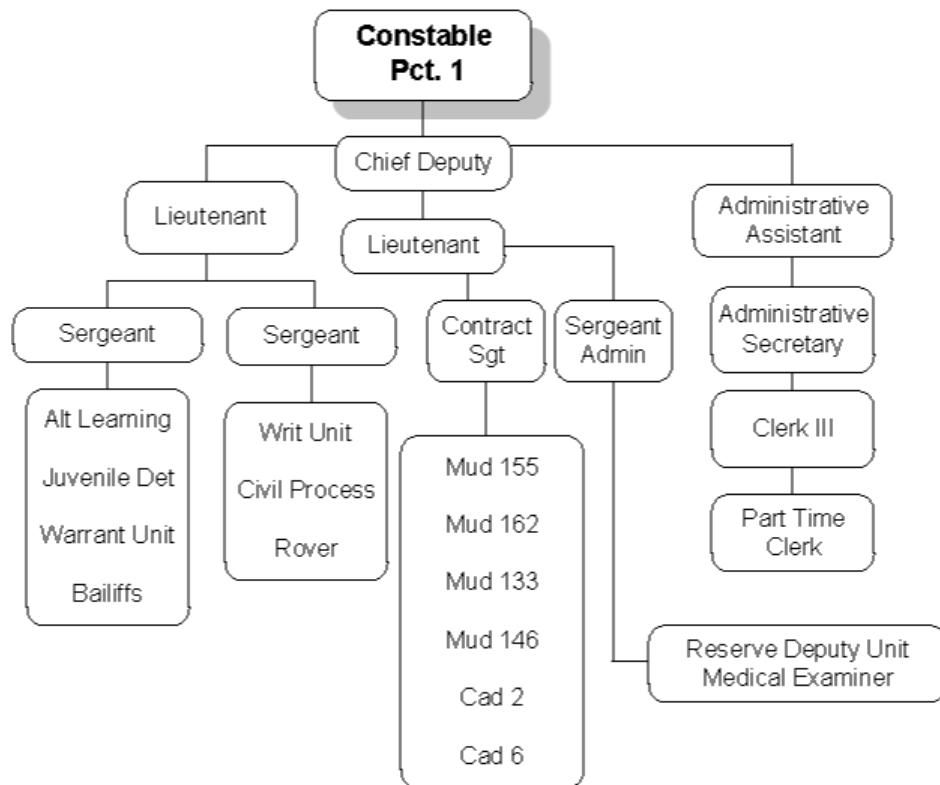 Constable
Pct. 1
Chief Deputy
Lieutenant
Administrative
Assistant
Lieutenant
Sergeant
Sergeant
Contract
Sgt
Sergeant
Admin
Administrative
Secretary
Alt Learning
Juvenile Det
Warrant Unit
Bailiffs
Writ Unit
Civil Process
Rover
Mud 155
Mud 162
Mud 133
Mud 146
Cad 2
Cad 6
Clerk III
Part Time
Clerk
Reserve Deputy Unit
Medical Examiner